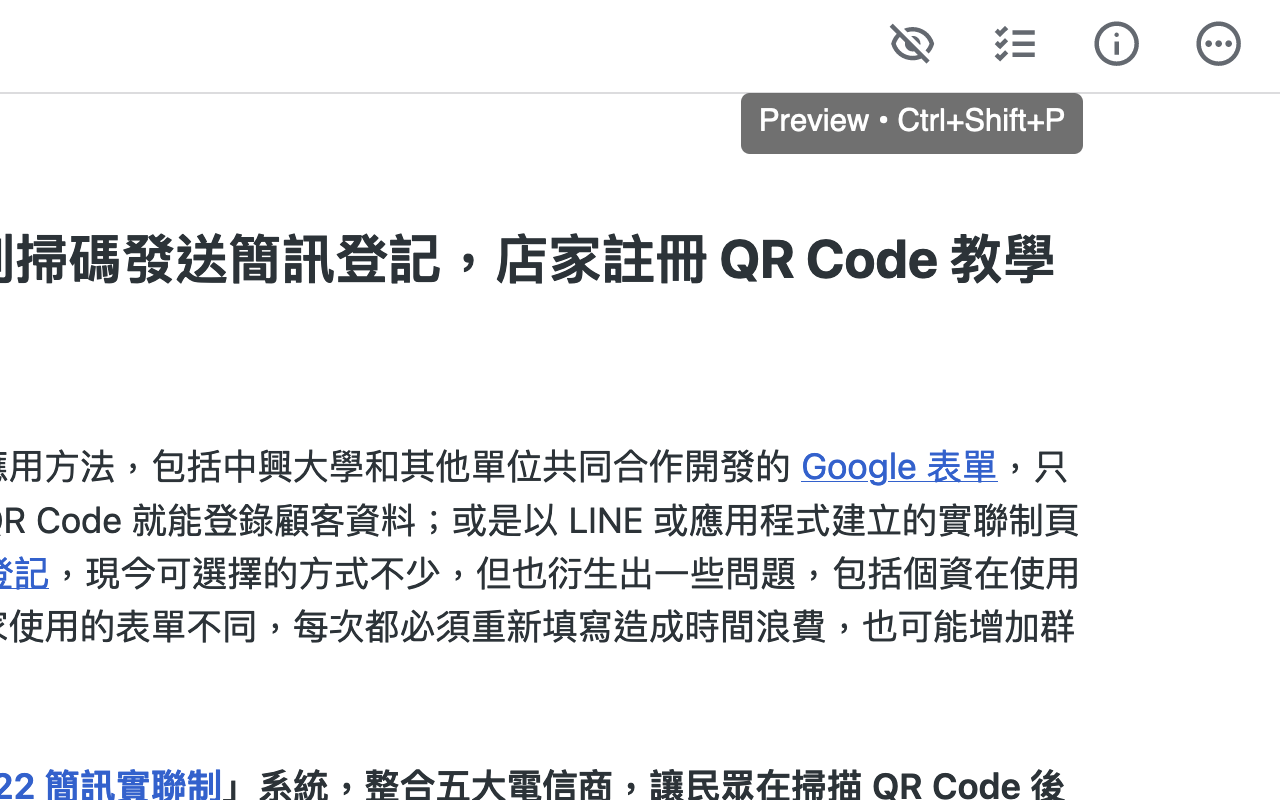 Preview • Ctrl+Shift+P
掃碼發送簡訊登記，店家註冊 QR Code 教學
應用方法，包括中興大學和其他單位共同合作開發的 Google 表單，只
QR Code 就能登錄顧客資料；或是以 LINE 或應用程式建立的實聯制頁
登記，現今可選擇的方式不少，但也衍生出一些問題，包括個資在使用
家使用的表單不同，每次都必須重新填寫造成時間浪費，也可能增加群
22 簡訊實聯制」系統，整合五大電信商，讓民眾在掃描 QR Code 後